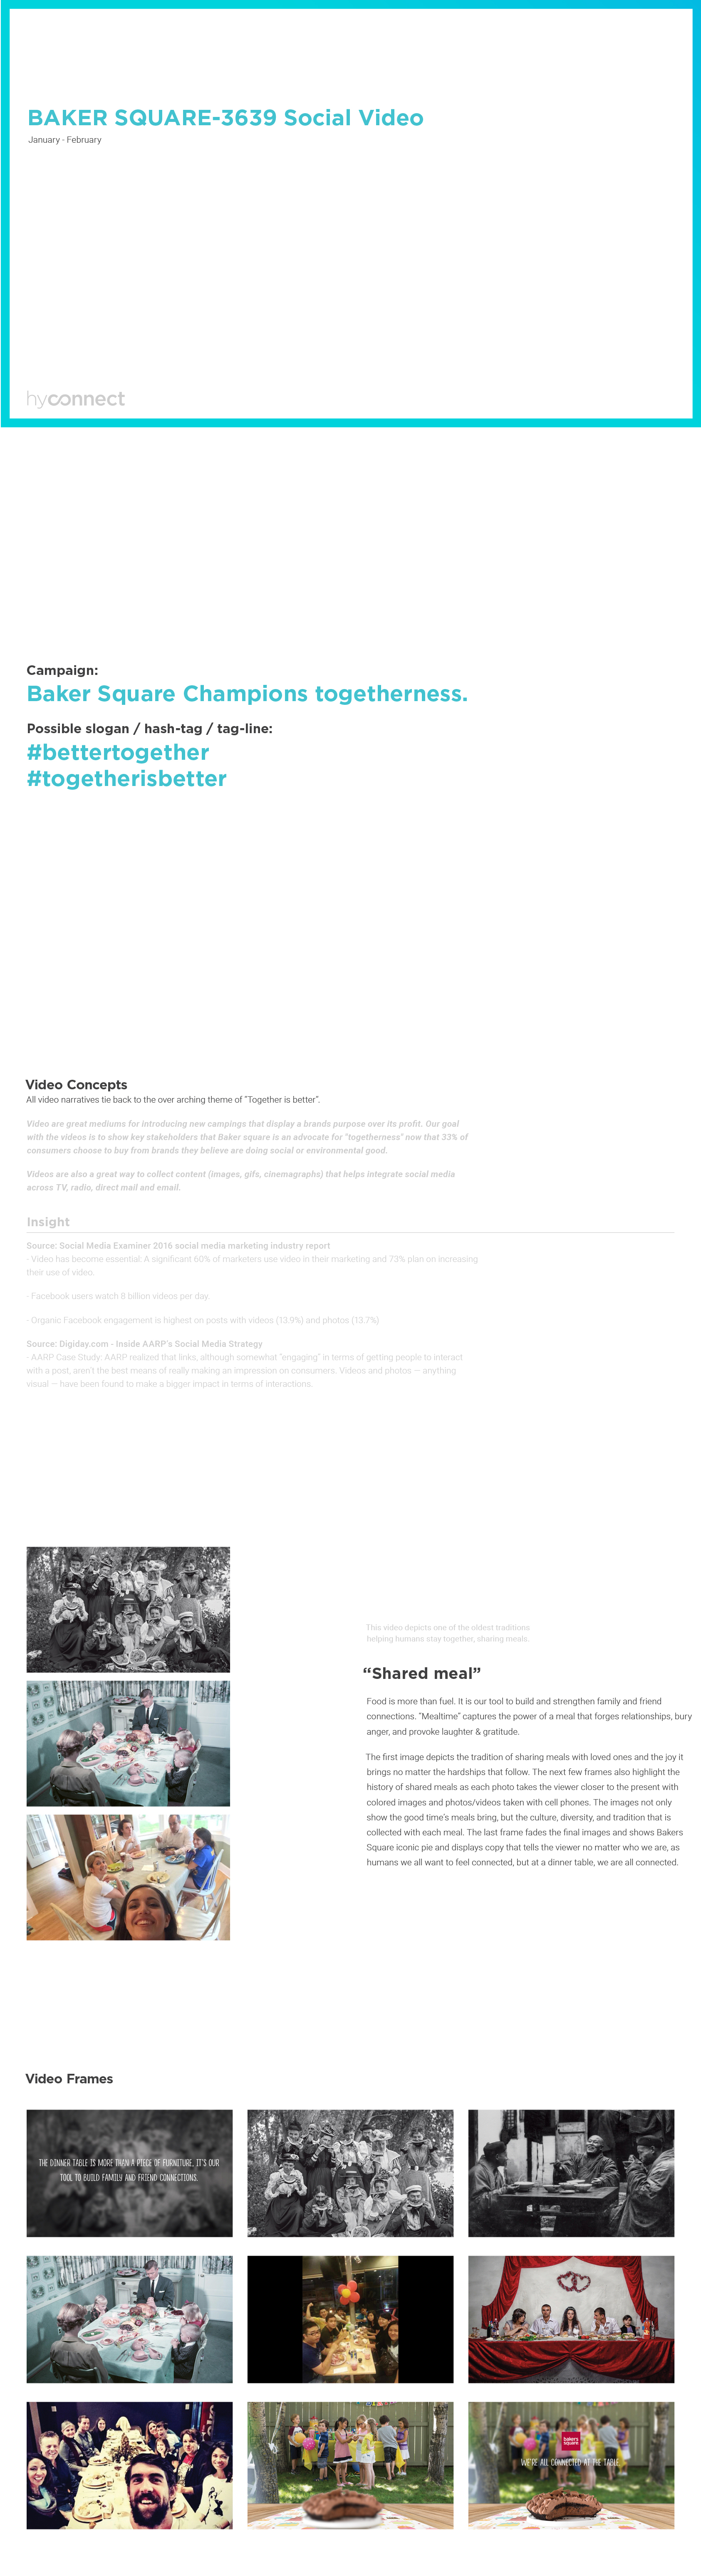 BAKER SQUARE-3639 Social Video
January - February
hyconnect
Campaign:
Baker Square Champions togetherness.
Possible slogan / hash-tag / tag-line:
#bettertogether
#togetherisbetter
Video Concepts
All video narratives tie back to the over arching theme of "Together is better".
Video are great mediums for introducing new campings that display a brands purpose over its profit. Our goal
with the videos is to show key stakeholders that Baker square is an advocate for "togetherness" now that 33% of
consumers choose to buy from brands they believe are doing social or environmental good.
Videos are also a great way to collect content (images, gifs, cinemagraphs) that helps integrate social media
across TV, radio, direct mail and email.
Insight
Source: Social Media Examiner 2016 social media marketing industry report
- Video has become essential: A significant 60% of marketers use video in their marketing and 73% plan on increasing
their use of video.
- Facebook users watch 8 billion videos per day.
- Organic Facebook engagement is highest on posts with videos (13.9%) and photos (13.7%)
Source: Digiday.com - Inside AARP's Social Media Strategy
- AARP Case Study: AARP realized that links, although somewhat "engaging" in terms of getting people to interact
with a post, aren't the best means of really making an impression on consumers. Videos and photos — anything
visual — have been found to make a bigger impact in terms of interactions.
This video depicts one of the oldest traditions
helping humans stay together, sharing meals.
“Shared meal”
Food is more than fuel. It is our tool to build and strengthen family and friend
connections. "Mealtime" captures the power of a meal that forges relationships, bury
anger, and provoke laughter & gratitude.
The first image depicts the tradition of sharing meals with loved ones and the joy it
brings no matter the hardships that follow. The next few frames also highlight the
history of shared meals as each photo takes the viewer closer to the present with
colored images and photos/videos taken with cell phones. The images not only
show the good time's meals bring, but the culture, diversity, and tradition that is
collected with each meal. The last frame fades the final images and shows Bakers
Square iconic pie and displays copy that tells the viewer no matter who we are, as
humans we all want to feel connected, but at a dinner table, we are all connected.
Video Frames
THE DINNER TABLE IS MORE THAN A PIECE OF FURNITURE, IT'S OUR
TOOL TO BUILD FAMILY AND FRIEND CONNECTIONS.
bakers
square
WE'RE ALL CONNECTED AT THE TABLE.